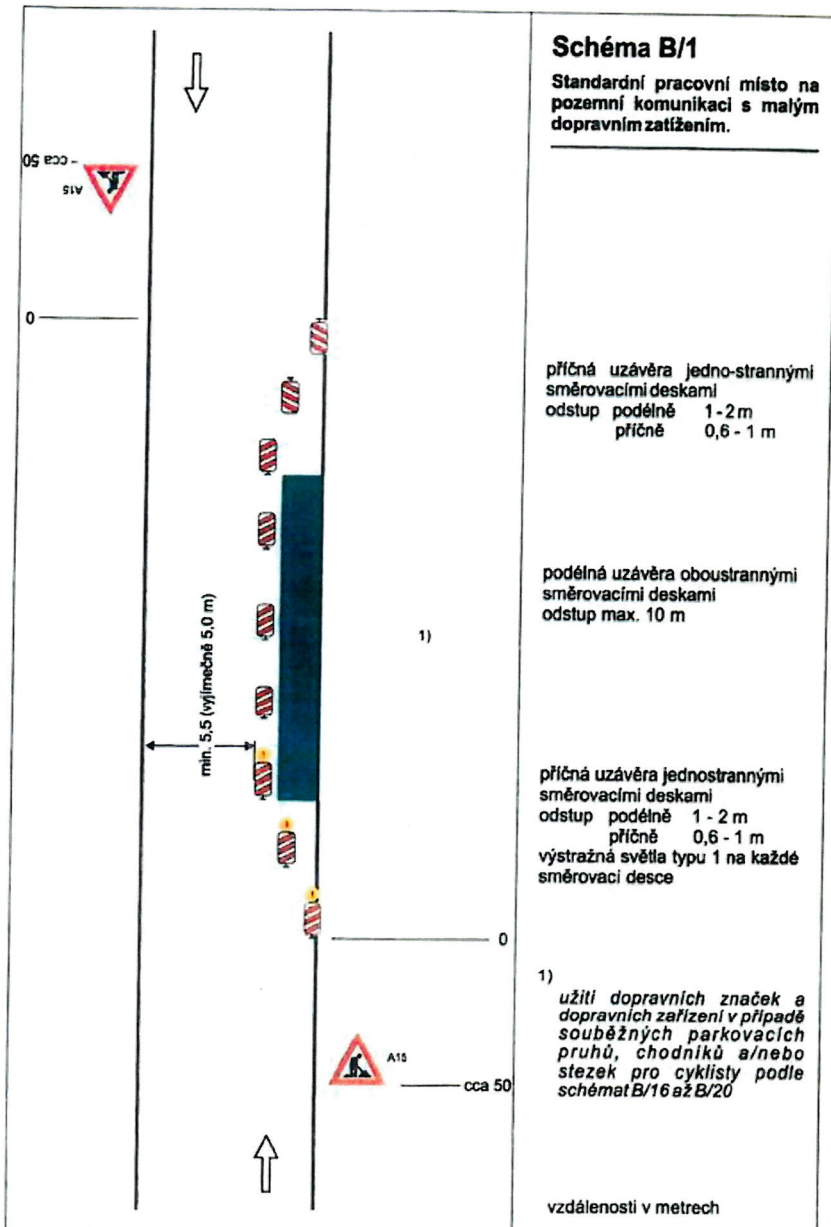 Schéma B/1
Standardní pracovní místo na
pozemní komunikaci s malým
dopravním zatížením.
- cca 50
A15
0
příčná uzávěra jedno-strannými
směrovacími deskami
odstup podélně 1-2 m
příčně 0,6 - 1 m
podélná uzávěra oboustrannými
směrovacími deskami
odstup max. 10 m
1)
min. 5,5 (vyjímečně 5,0 m)
příčná uzávěra jednostrannými
směrovacími deskami
odstup podélně 1 - 2 m
příčně 0,6 - 1 m
výstražná světla typu 1 na každé
směrovací desce
0
1)
užití dopravních značek a
dopravních zařízení v případě
souběžných parkovacích
pruhů, chodníků a/nebo
stezek pro cyklisty podle
schémat B/16 až B/20
A15
cca 50
vzdálenosti v metrech